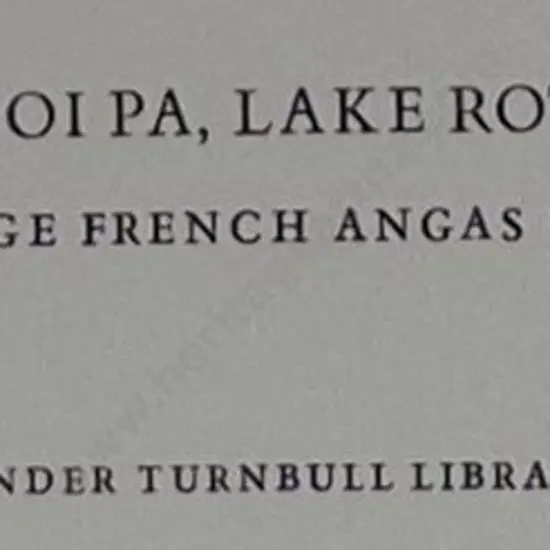 OI PA, LAKE RO
GE FRENCH ANGAS
NDER TURNBULL LIBRA